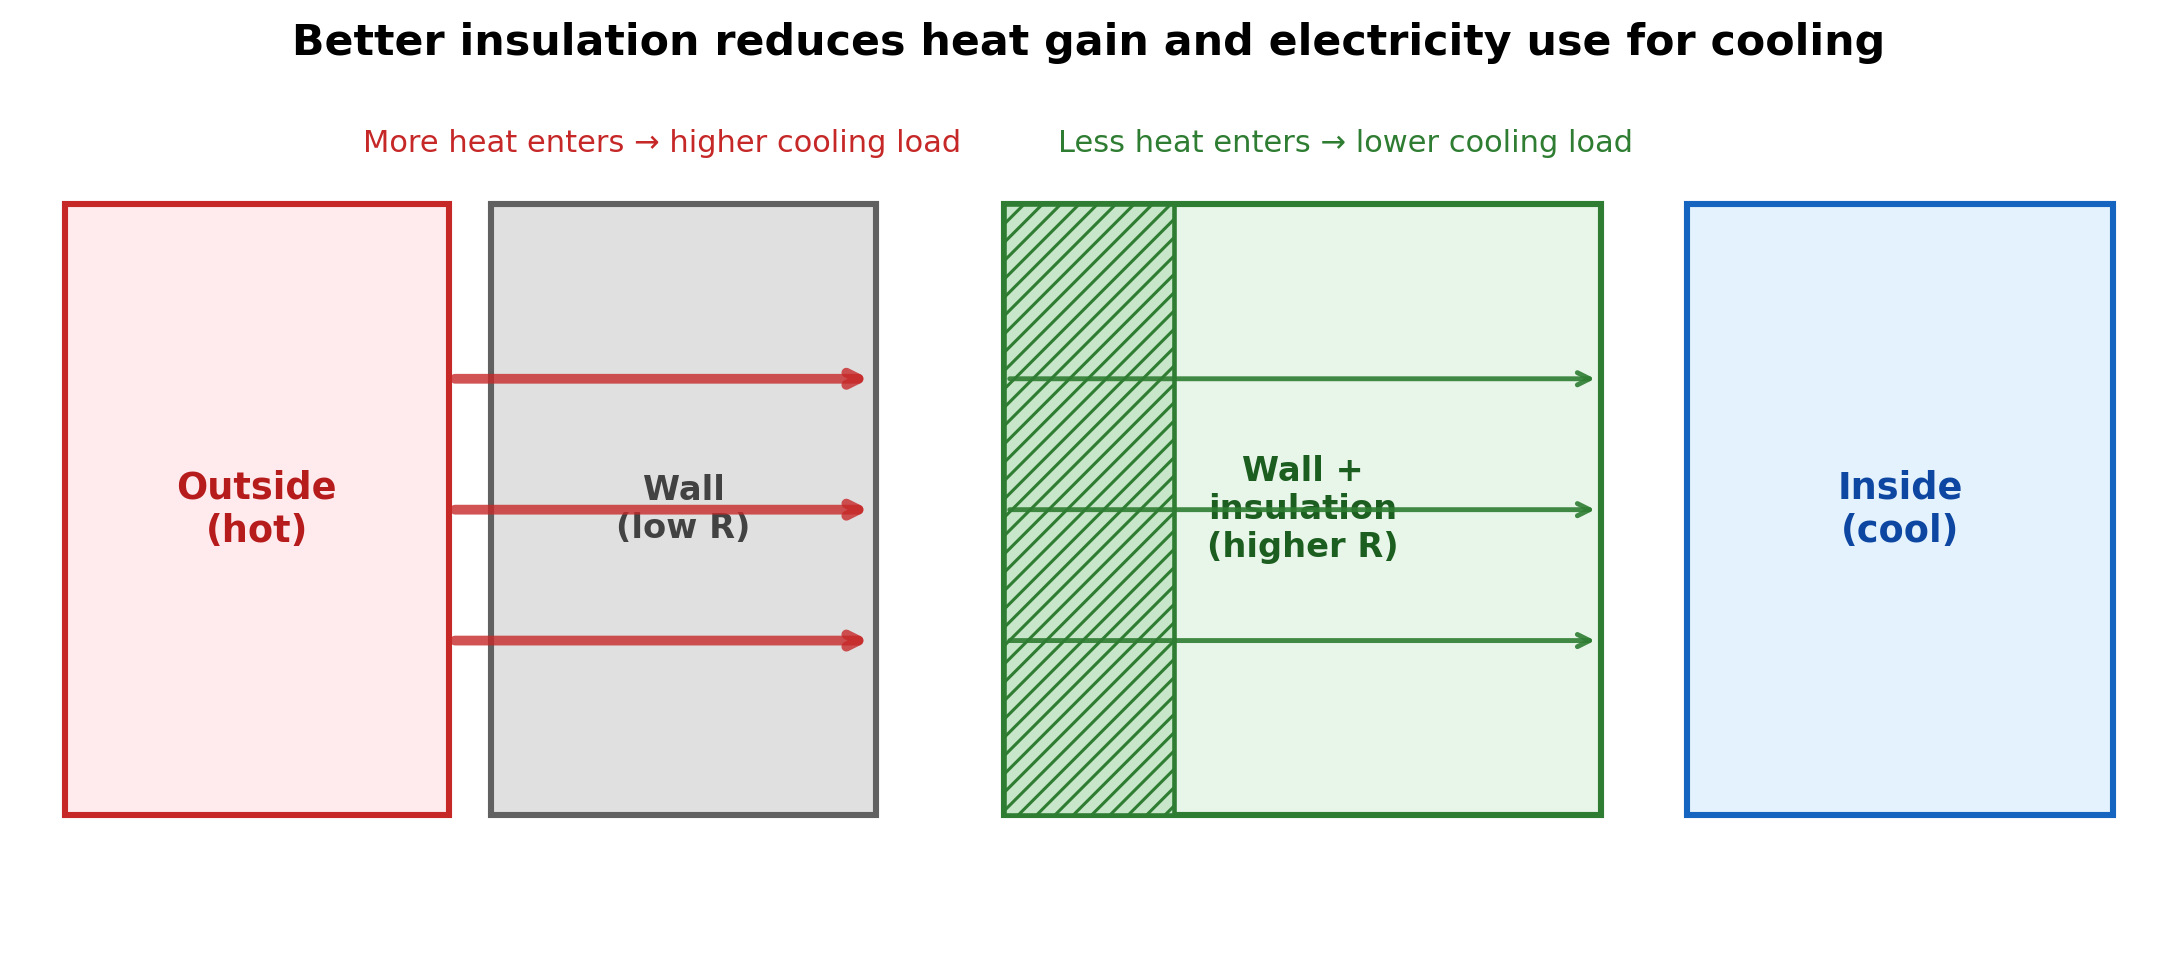 Better insulation reduces heat gain and electricity use for cooling
More heat enters → higher cooling load
Less heat enters → lower cooling load
Outside
(hot)
Wall
(low R)
Wall +
insulation
(higher R)
Inside
(cool)